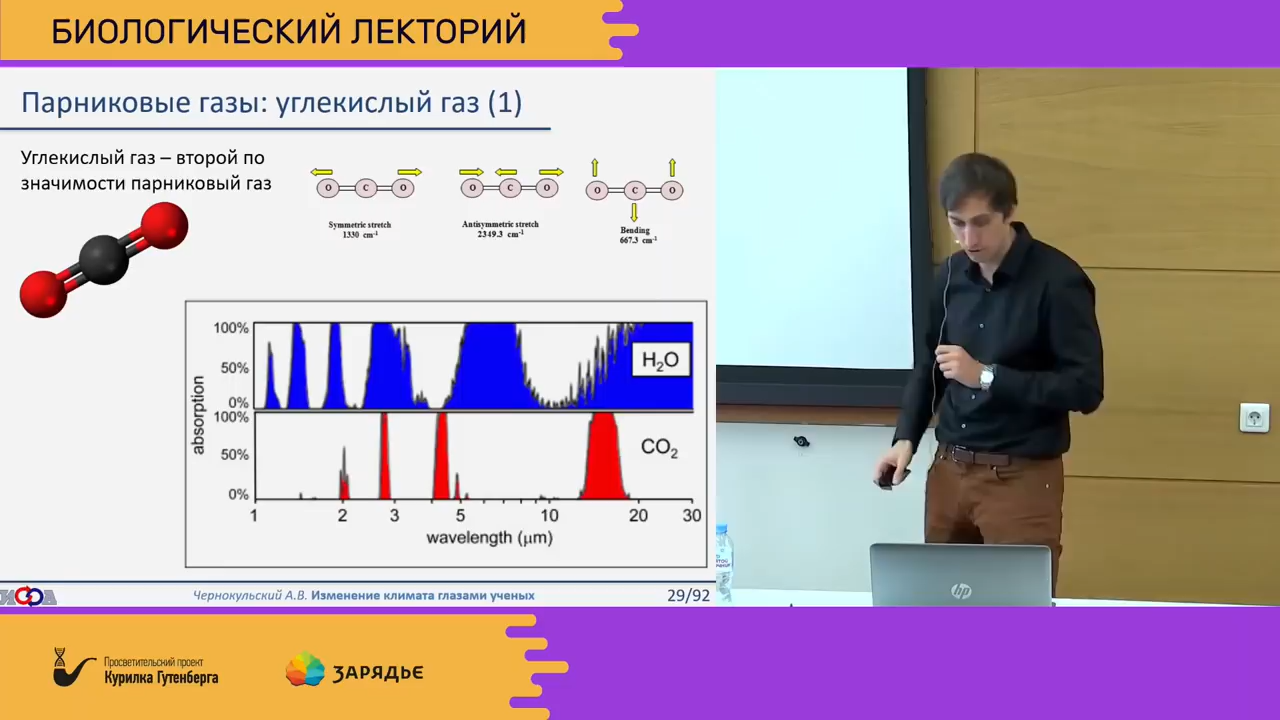 БИОЛОГИЧЕСКИЙ ЛЕКТОРИЙ
Парниковые газы: углекислый газ (1)
Углекислый газ – второй по
значимости парниковый газ
O C O
O C O
O C O
Symmetric stretch
1330 cm-1
Antisymmetric stretch
2349.3 cm-1
Bending
667.3 cm-1
absorption
100%
50%
0%
H2O
100%
50%
0%
CO2
1 2 3 5 10 20 30
wavelength (μm)
ИФА
Чернокульский А.В. Изменение климата глазами ученых
29/92
hp
Просветительский проект
Курилка Гутенберга
ЗАРЯДЬЕ